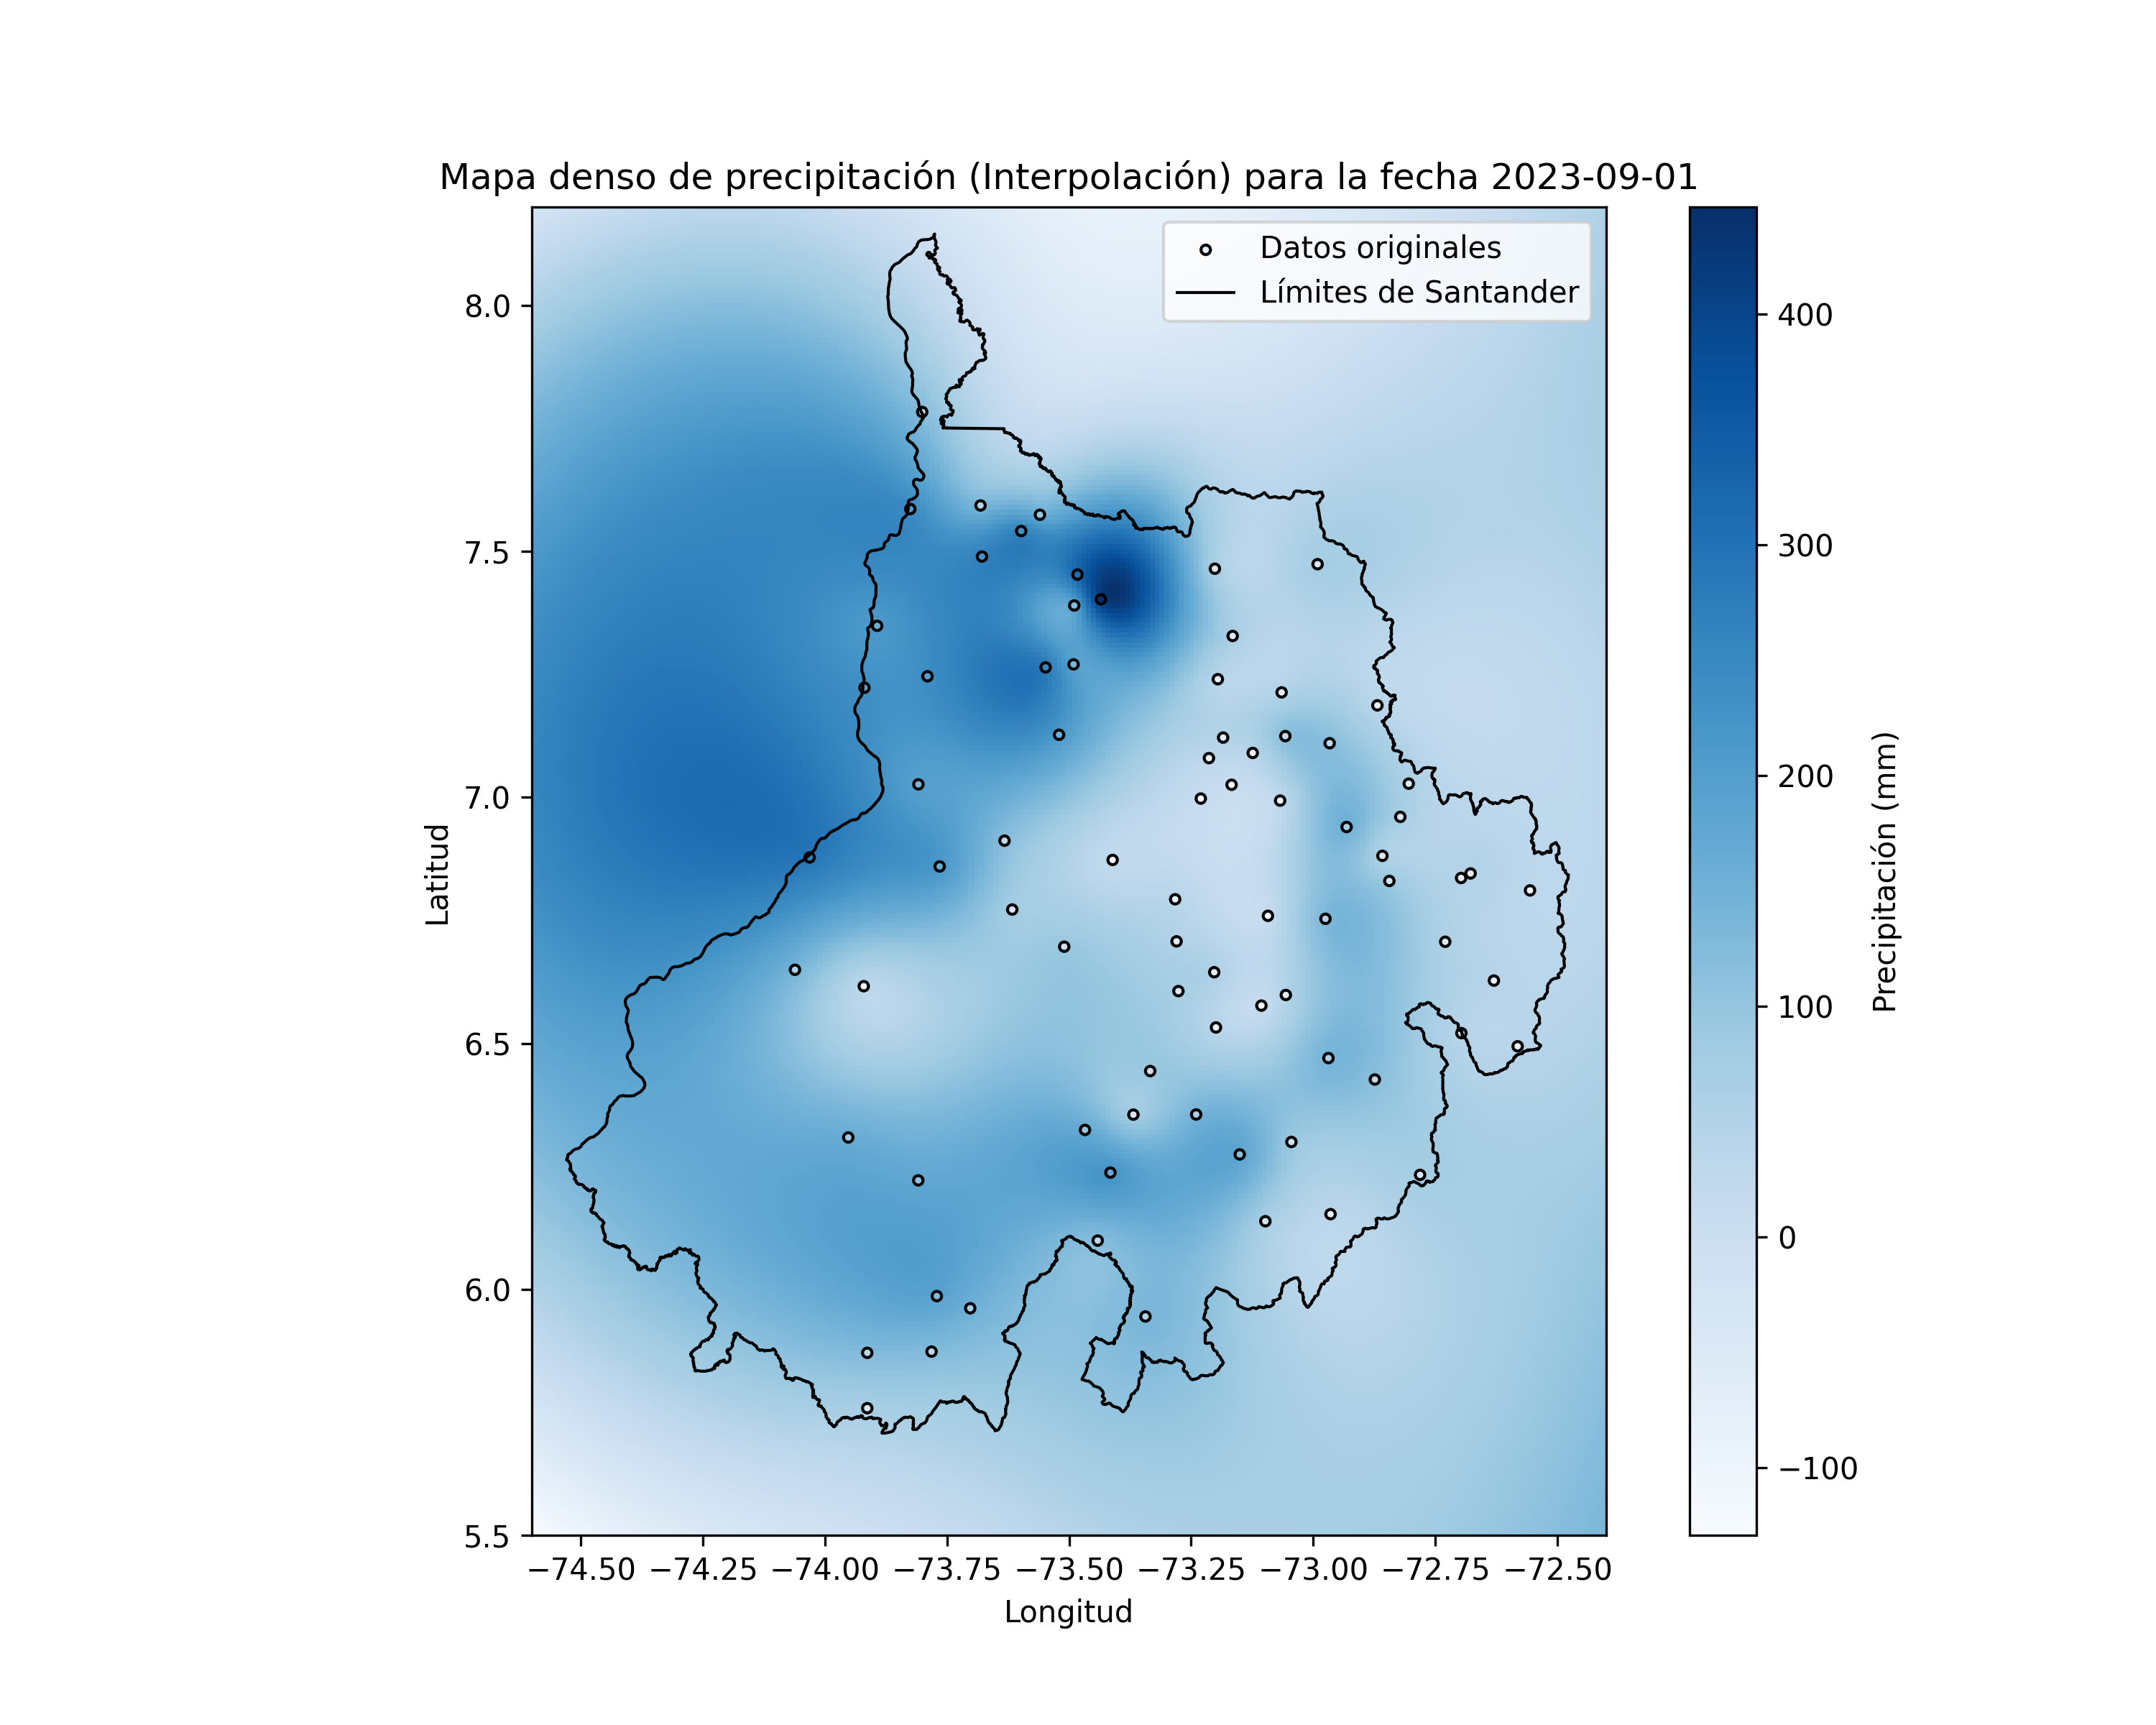 Mapa denso de precipitación (Interpolación) para la fecha 2023-09-01
Datos originales
Límites de Santander
8.0
7.5
7.0
6.5
6.0
5.5
Latitud
−74.50 −74.25 −74.00 −73.75 −73.50 −73.25 −73.00 −72.75 −72.50
Longitud
400
300
200
100
0
−100
Precipitación (mm)